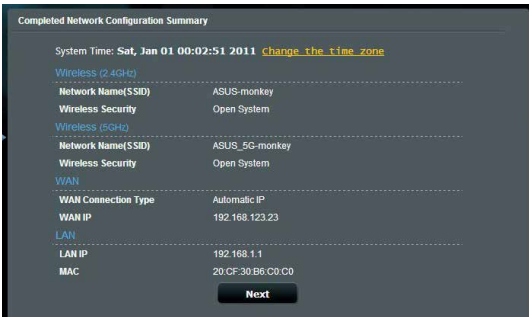 Completed Network Configuration Summary
System Time: Sat, Jan 01 00:02:51 2011 Change the time zone
Wireless (2.4GHz)
Network Name(SSID) ASUS-monkey
Wireless Security Open System
Wireless (5GHz)
Network Name(SSID) ASUS_5G-monkey
Wireless Security Open System
WAN
WAN Connection Type Automatic IP
WAN IP 192.168.123.23
LAN
LAN IP 192.168.1.1
MAC 20:CF:30:B6:C0:C0
Next